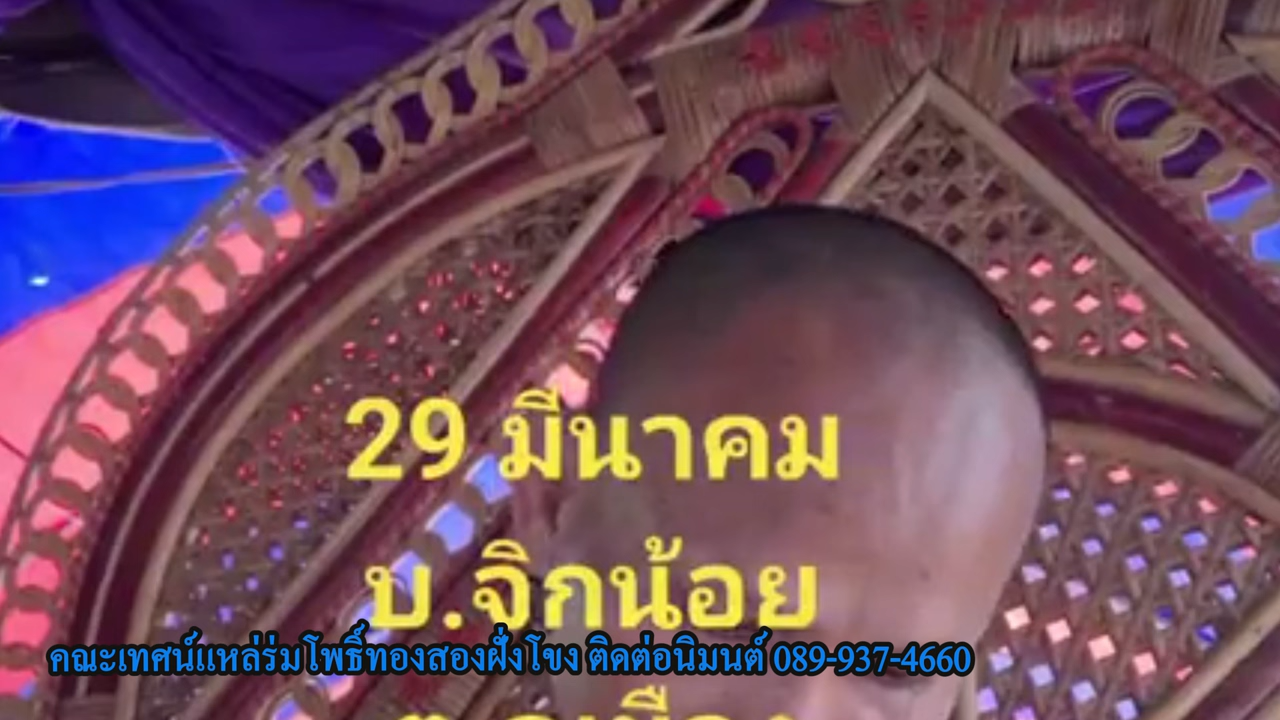 29 มีนาคม
บ.จิกน้อย
คณะเทศน์แหล่ร่มโพธิ์ทองสองฝั่งโขง ติดต่อนิมนต์ 089-937-4660